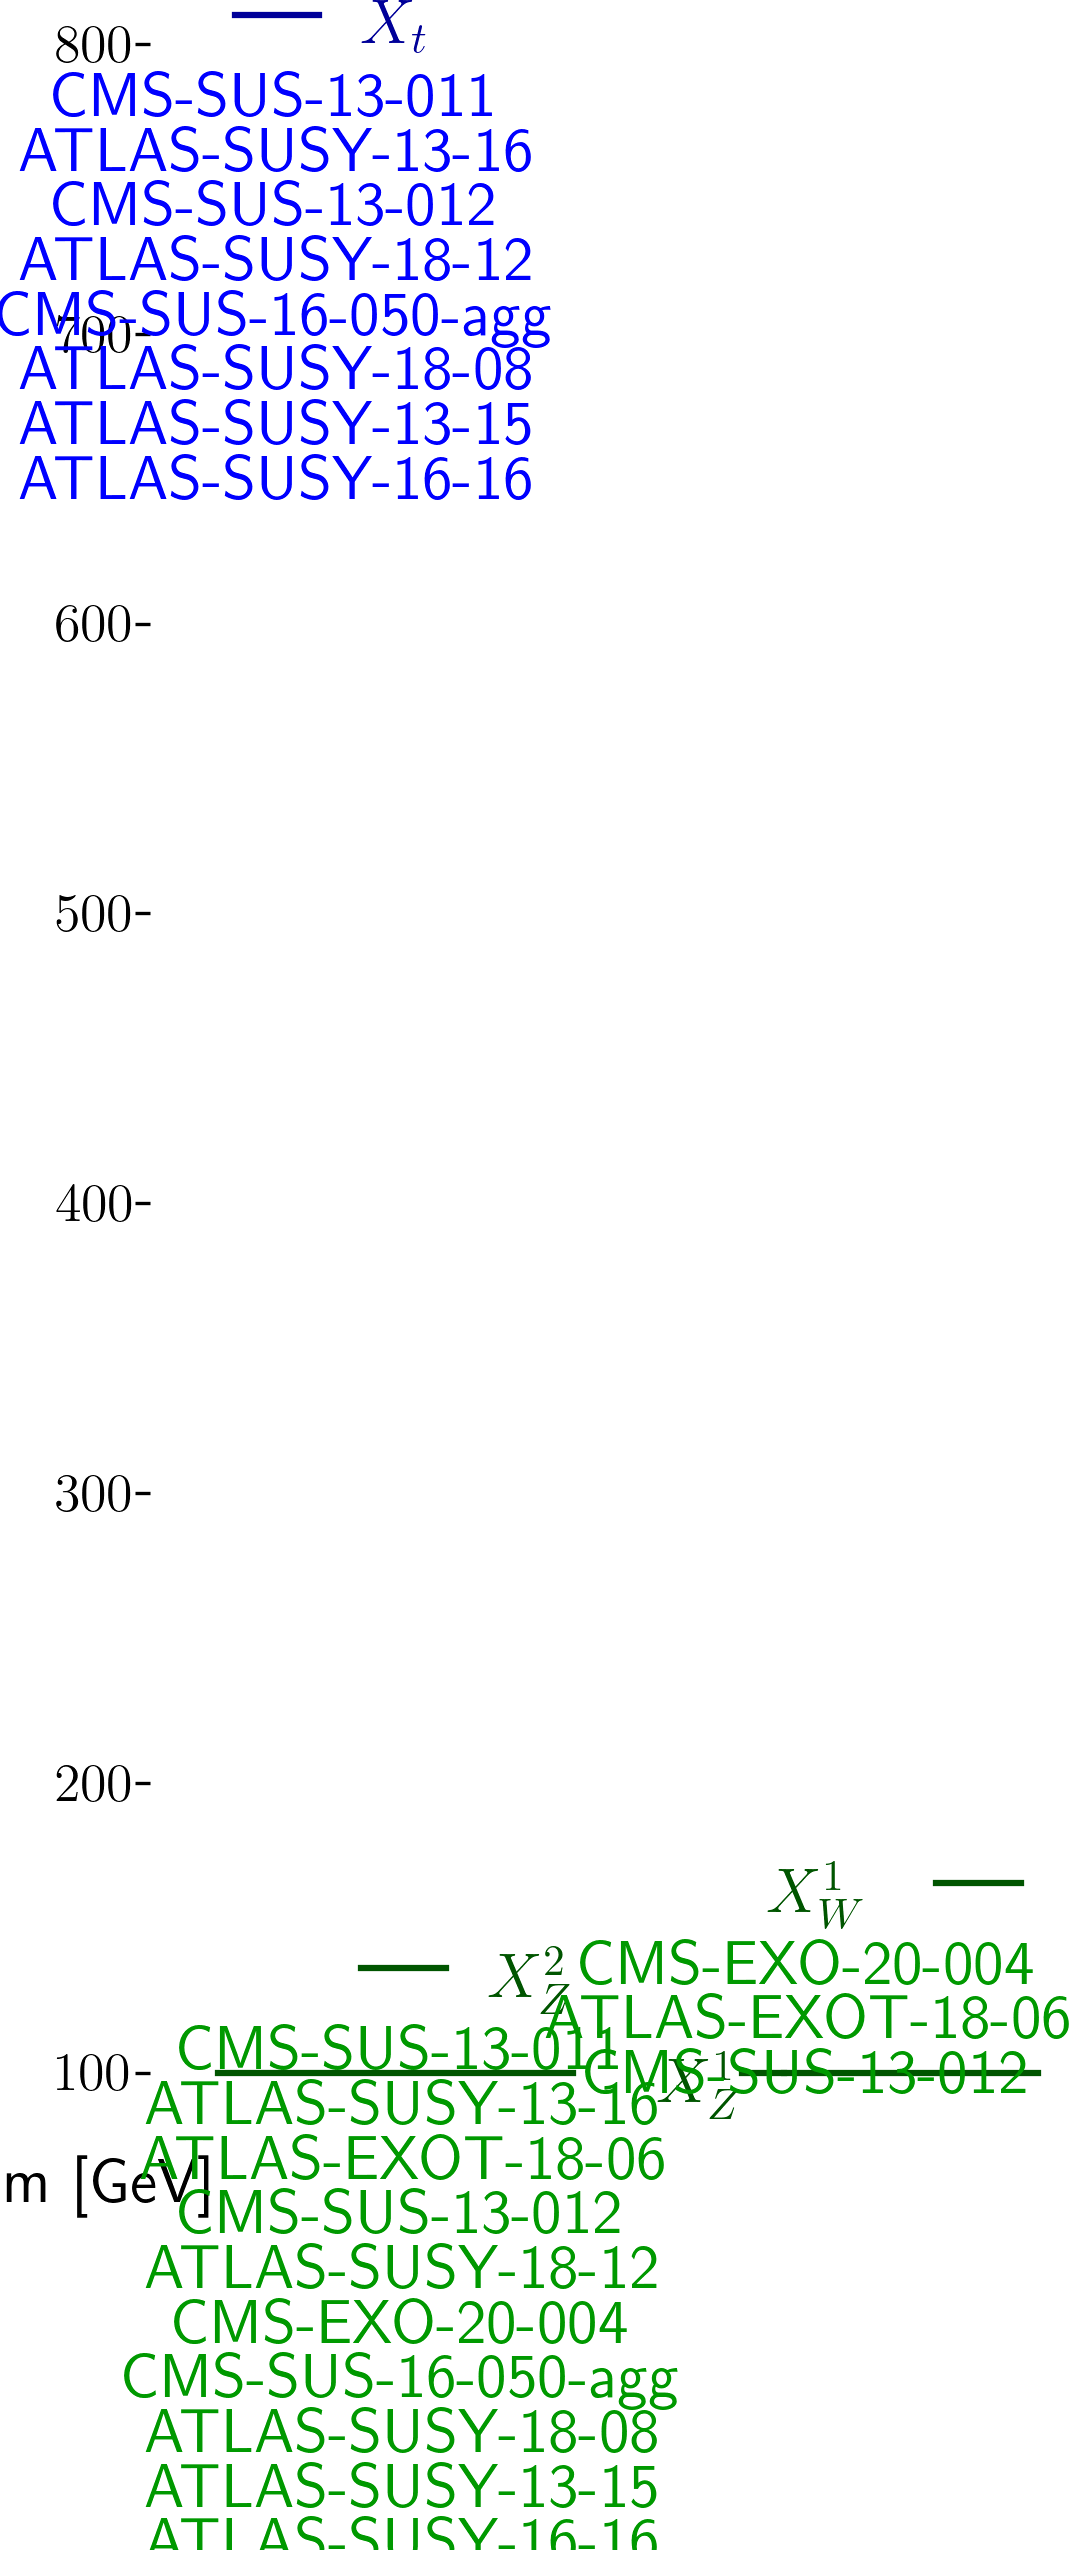 X_t
800
CMS-SUS-13-011
ATLAS-SUSY-13-16
CMS-SUS-13-012
ATLAS-SUSY-18-12
CMS-SUS-16-050-agg
700
ATLAS-SUSY-18-08
ATLAS-SUSY-13-15
ATLAS-SUSY-16-16
600
500
400
300
200
X_W^1
CMS-EXO-20-004
X_Z^2
ATLAS-EXOT-18-06
CMS-SUS-13-011
CMS-SUS-13-012
100
X_Z^1
ATLAS-SUSY-13-16
ATLAS-EXOT-18-06
m [GeV]
CMS-SUS-13-012
ATLAS-SUSY-18-12
CMS-EXO-20-004
CMS-SUS-16-050-agg
ATLAS-SUSY-18-08
ATLAS-SUSY-13-15
ATLAS-SUSY-16-16